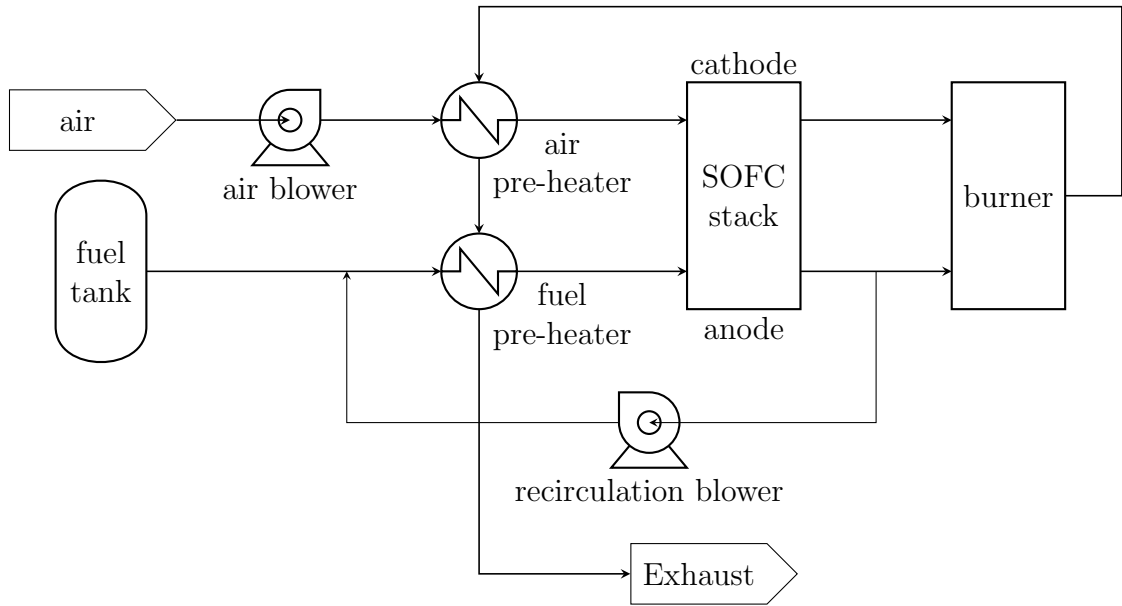 cathode
air
air
pre-heater
air blower
SOFC
stack
burner
fuel
tank
fuel
pre-heater
anode
recirculation blower
Exhaust